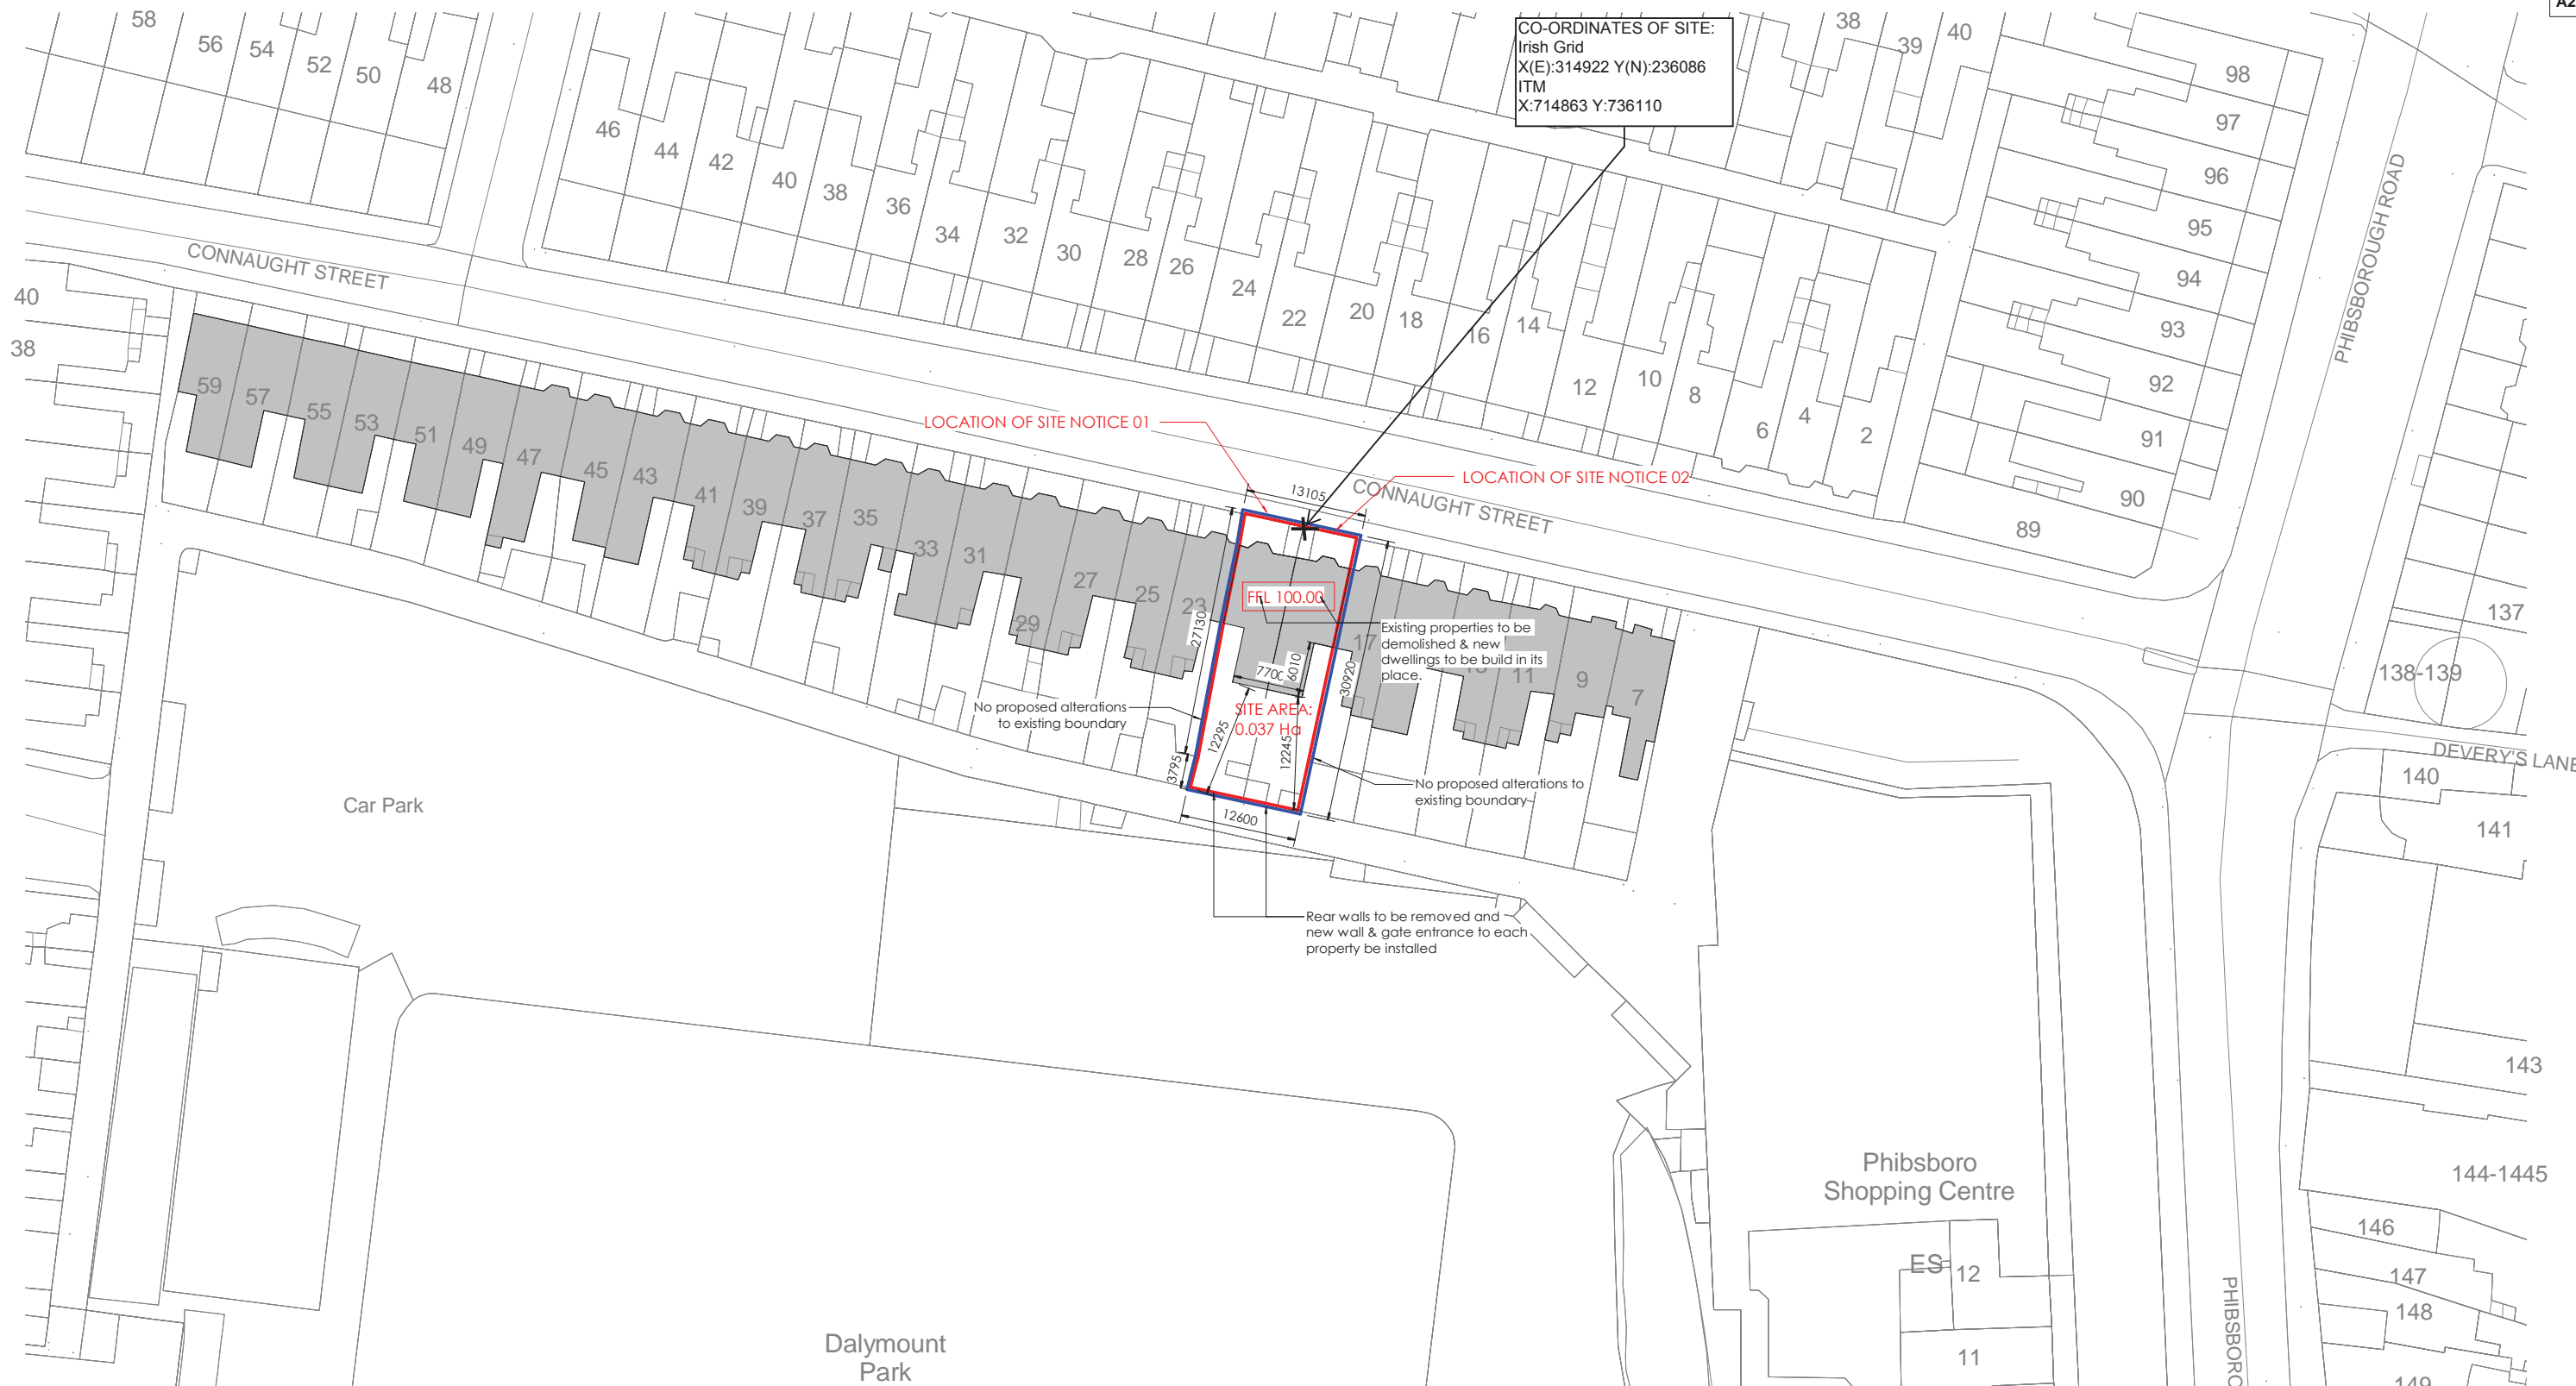 A2
CO-ORDINATES OF SITE:
Irish Grid
X(E):314922 Y(N):236086
ITM
X:714863 Y:736110
58
56
54
52
50
48
46
44
42
40
38
36
34
32
30
28
26
24
22
20
18
16
14
12
10
8
6
4
2
38
39
40
98
97
96
95
94
93
92
91
90
89
PHIBSBOROUGH ROAD
CONNAUGHT STREET
40
38
59
57
55
53
51
49
47
45
43
41
39
37
35
33
31
29
27
25
23
17
11
9
7
LOCATION OF SITE NOTICE 01
LOCATION OF SITE NOTICE 02
13105
CONNAUGHT STREET
FFL 100.00
Existing properties to be
demolished & new
dwellings to be build in its
place.
27130
7700
6010
30920
SITE AREA:
0.037 Ha
12295
12245
3795
12600
No proposed alterations
to existing boundary
No proposed alterations to
existing boundary
Rear walls to be removed and
new wall & gate entrance to each
property be installed
Car Park
Dalymount
Park
Phibsboro
Shopping Centre
ES
12
11
137
138-139
DEVERY'S LANE
140
141
143
144-1445
146
147
148
149
PHIBSBORO